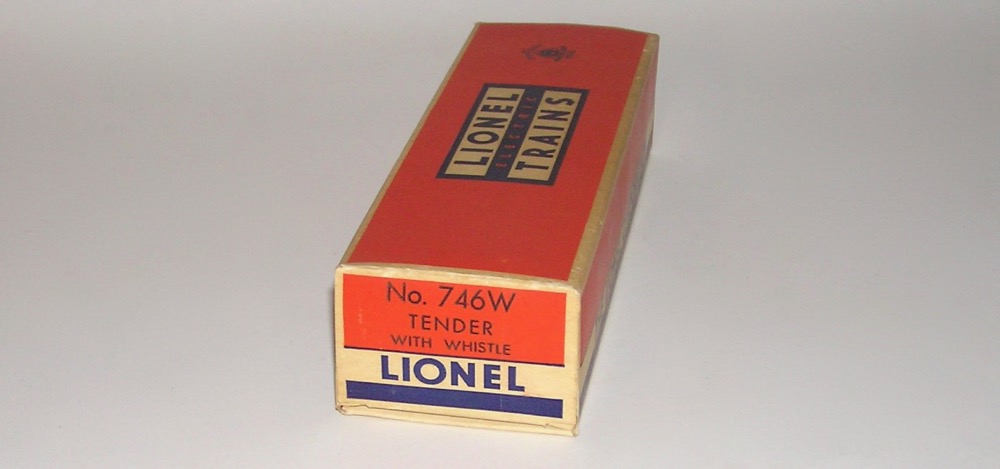 LIONEL
ELECTRIC
TRAINS
No. 746W
TENDER
WITH WHISTLE
LIONEL